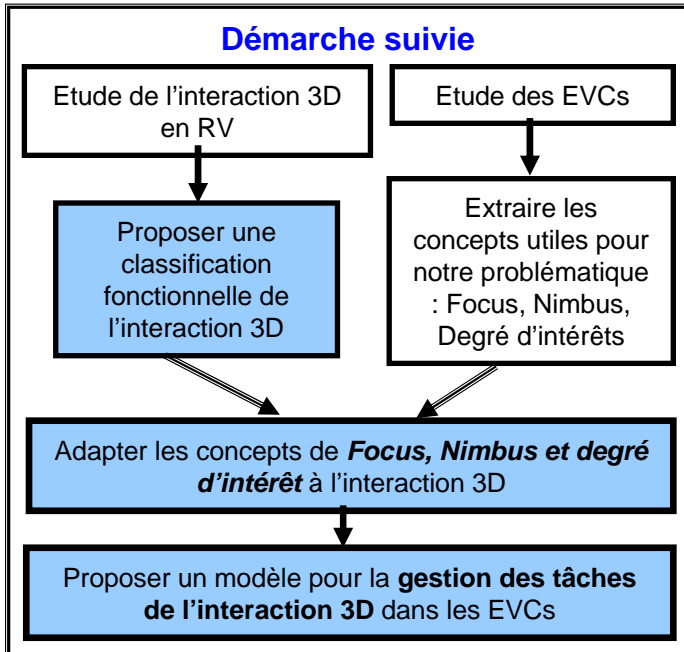 Démarche suivie
Etude de l'interaction 3D
en RV
Etude des EVCs
Proposer une
classification
fonctionnelle de
l'interaction 3D
Extraire les
concepts utiles pour
notre problématique
: Focus, Nimbus,
Degré d'intérêts
Adapter les concepts de Focus, Nimbus et degré
d'intérêt à l'interaction 3D
Proposer un modèle pour la gestion des tâches
de l'interaction 3D dans les EVCs